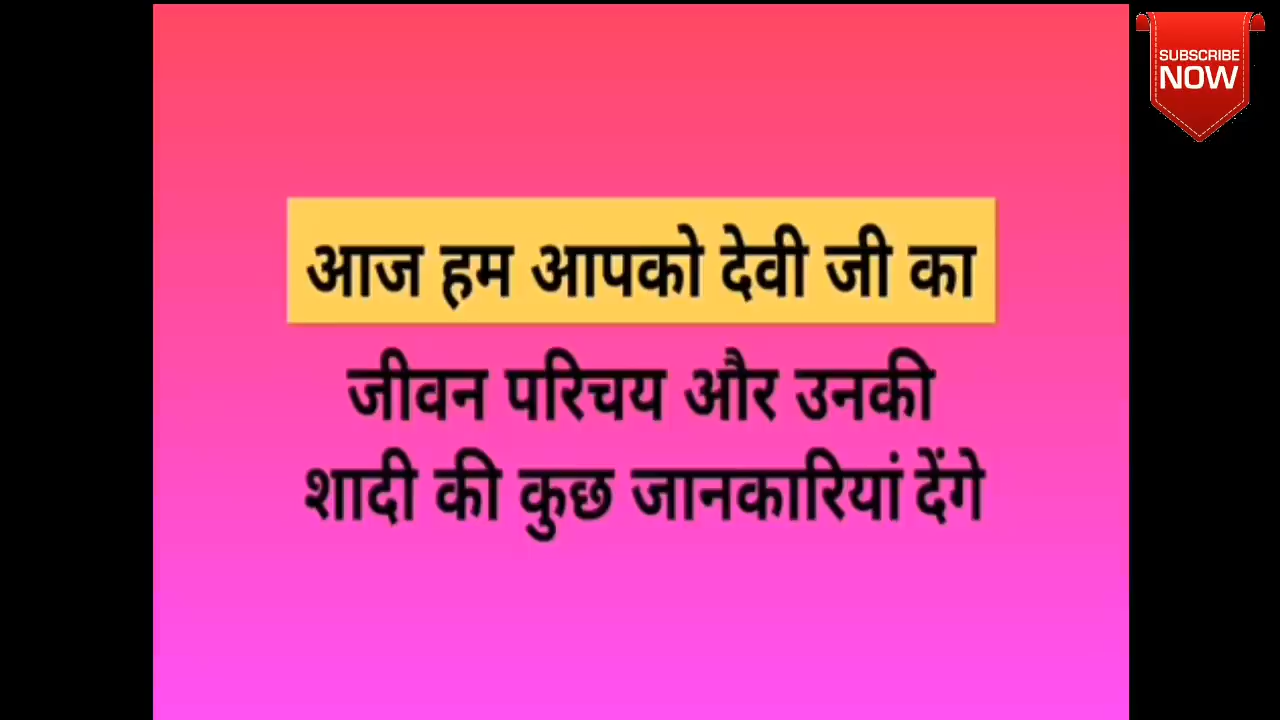 SUBSCRIBE
NOW
आज हम आपको देवी जी का
जीवन परिचय और उनकी
शादी की कुछ जानकारियां देंगे